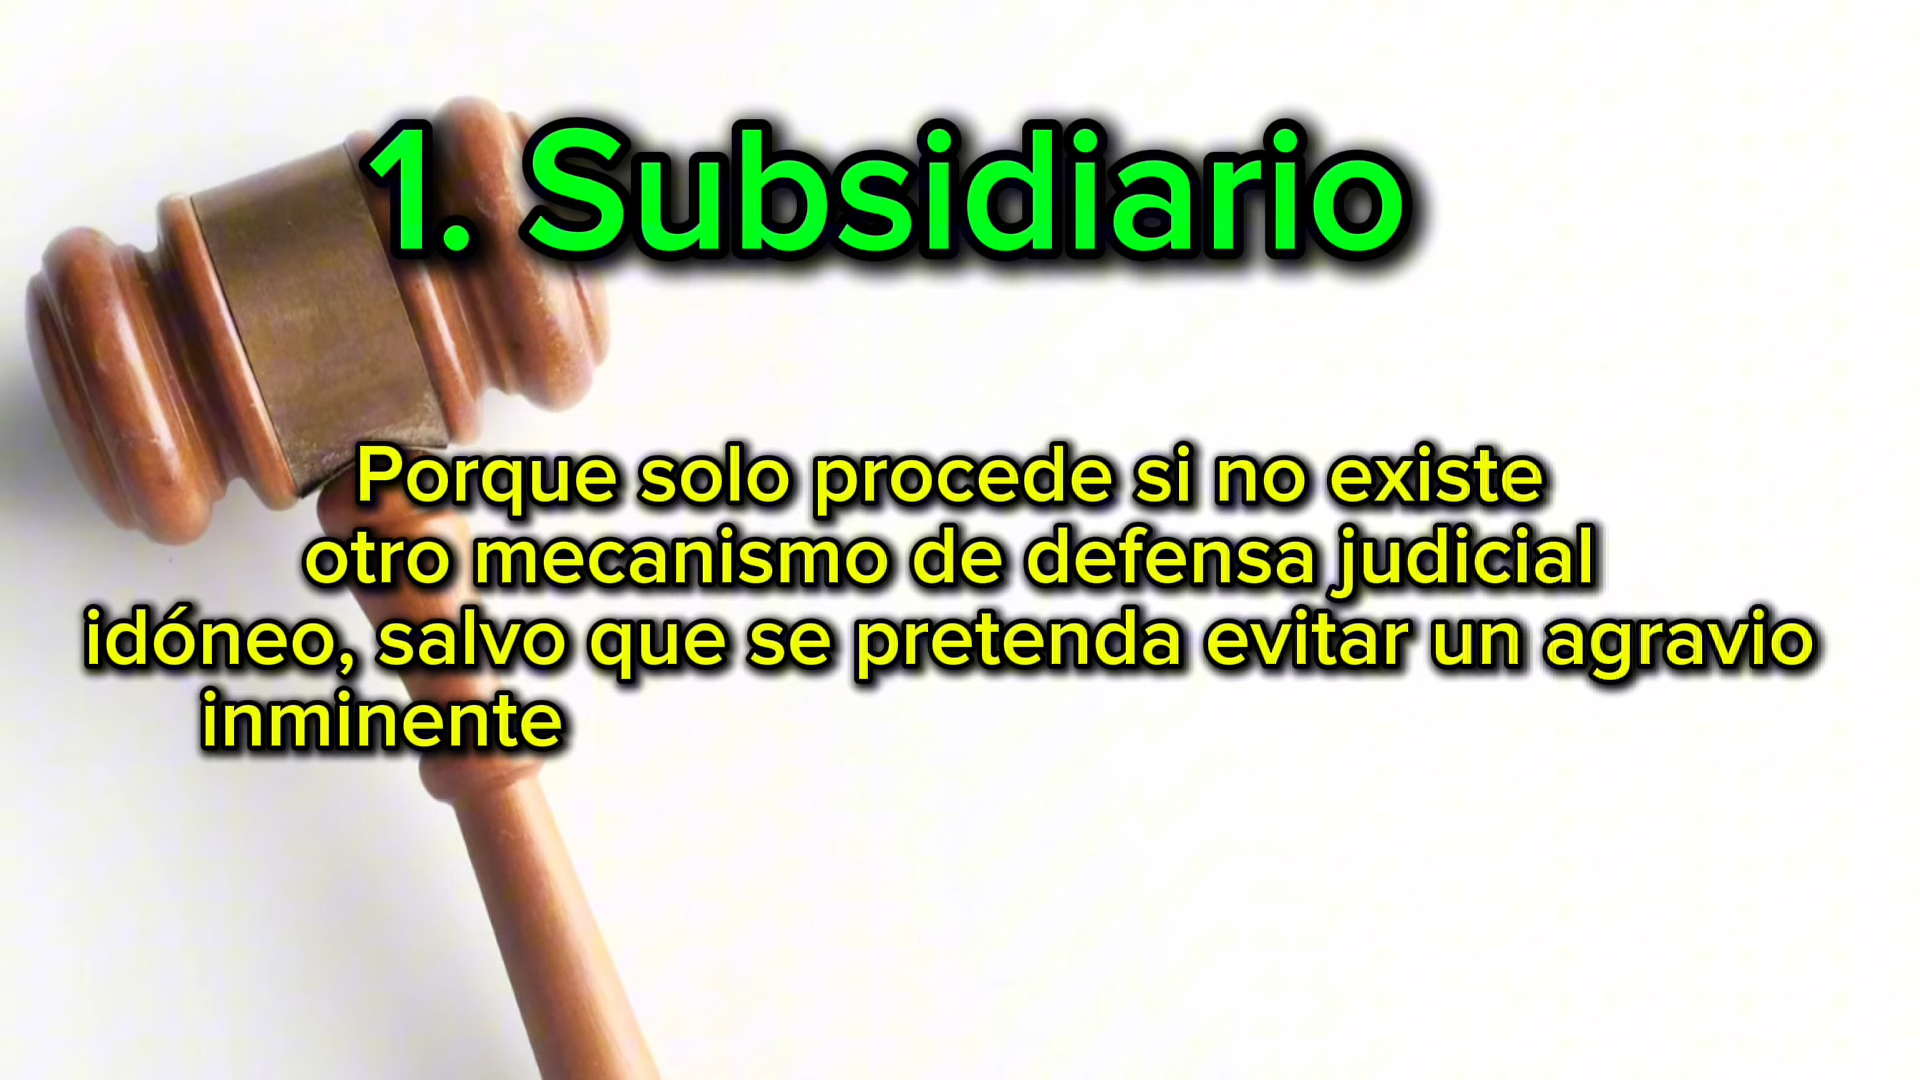 1. Subsidiario
Porque solo procede si no existe
otro mecanismo de defensa judicial
idóneo, salvo que se pretenda evitar un agravio
inminente